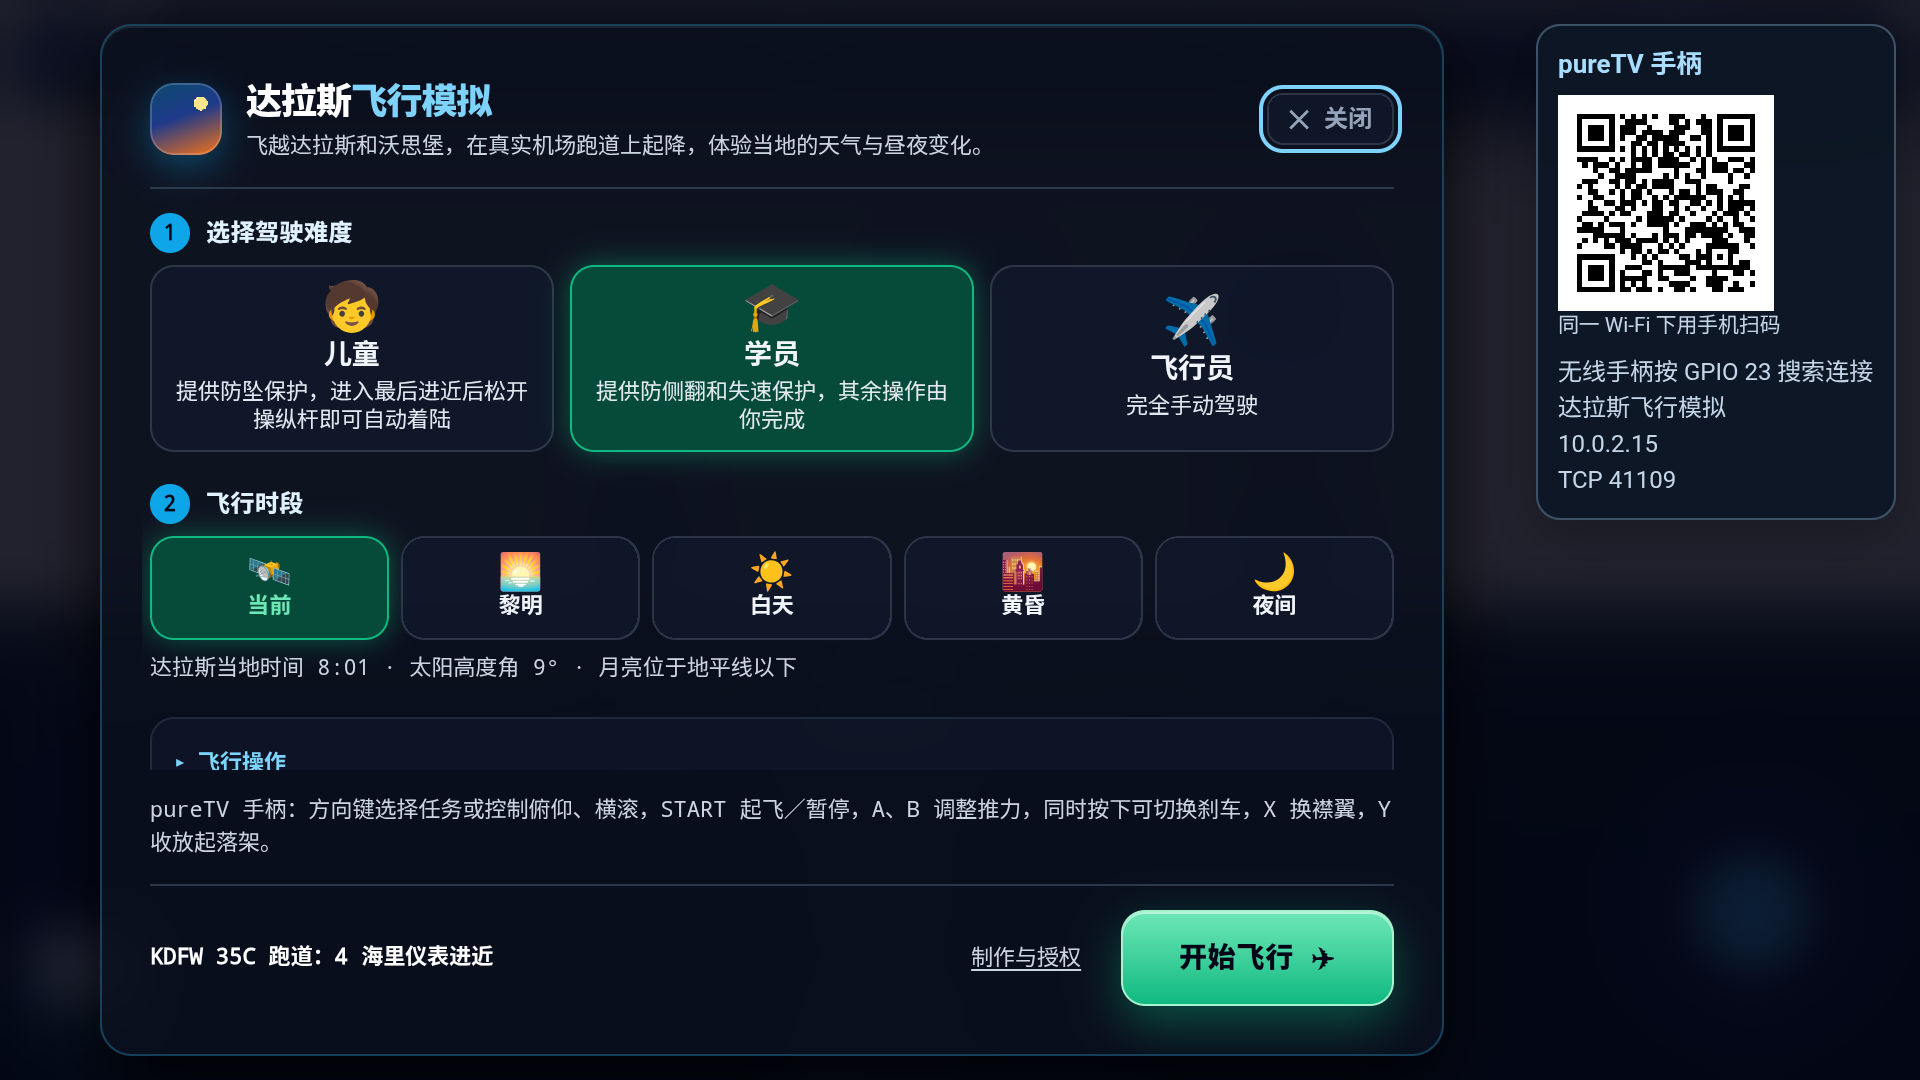 达拉斯飞行模拟
飞越达拉斯和沃思堡，在真实机场跑道上起降，体验当地的天气与昼夜变化。
关闭
1 选择驾驶难度
儿童
提供防坠保护，进入最后进近后松开
操纵杆即可自动着陆
学员
提供防侧翻和失速保护，其余操作由
你完成
飞行员
完全手动驾驶
2 飞行时段
当前
黎明
白天
黄昏
夜间
达拉斯当地时间 8:01 · 太阳高度角 9° · 月亮位于地平线以下
▸ 飞行操作
pureTV 手柄：方向键选择任务或控制俯仰、横滚，START 起飞／暂停，A、B 调整推力，同时按下可切换刹车，X 换襟翼，Y
收放起落架。
KDFW 35C 跑道：4 海里仪表进近
制作与授权
开始飞行 ✈
pureTV 手柄
同一 Wi-Fi 下用手机扫码
无线手柄按 GPIO 23 搜索连接
达拉斯飞行模拟
10.0.2.15
TCP 41109